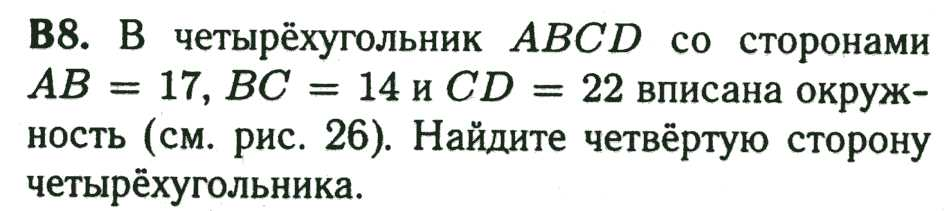 В8. В четырёхугольник ABCD со сторонами
AB = 17, BC = 14 и CD = 22 вписана окруж-
ность (см. рис. 26). Найдите четвёртую сторону
четырёхугольника.